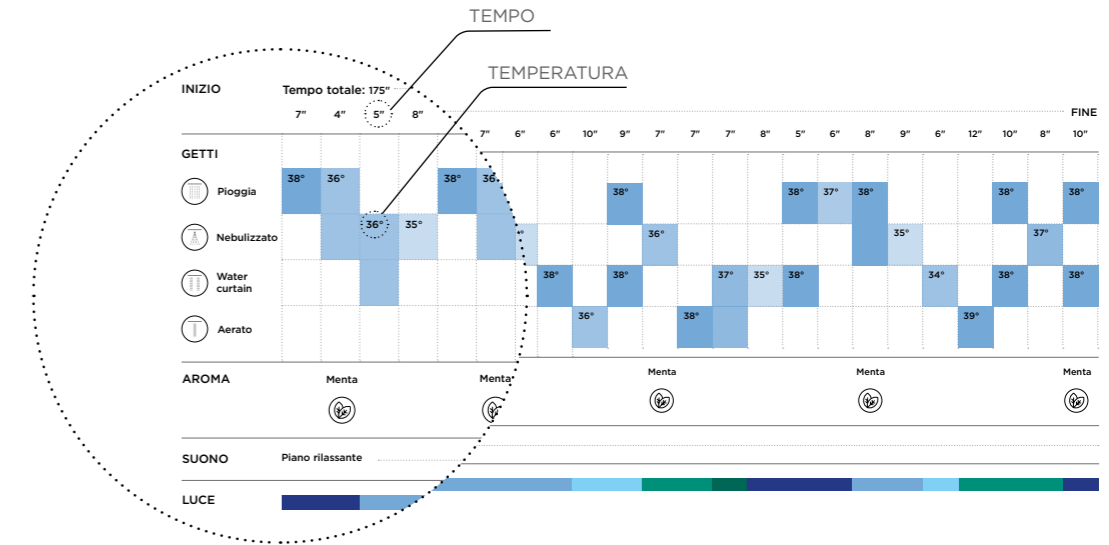 TEMPO
TEMPERATURA
INIZIO
Tempo totale: 175"
FINE
7" 4" 5" 8"
7" 6" 6" 10" 9" 7" 7" 7" 8" 5" 6" 8" 9" 6" 12" 10" 8" 10"
GETTI
Pioggia
38° 36° 38° 36 38° 38° 37° 38° 38° 38°
Nebulizzato
36° 35° ° 36° 35° 37°
Water
curtain
38° 38° 37° 35° 38° 34° 38° 38°
Aerato
36° 38° 39°
AROMA
Menta Menta Menta Menta Menta
SUONO
Piano rilassante
LUCE